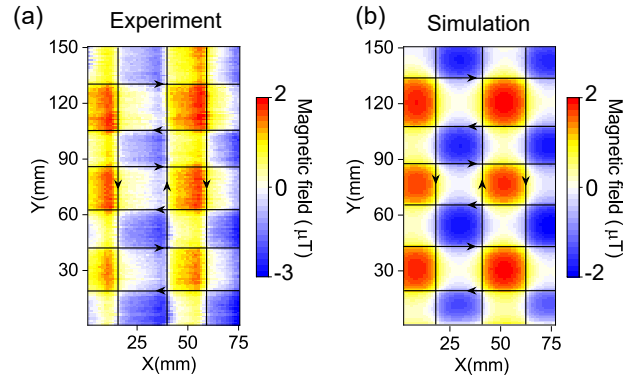 (a)
Experiment
150
120
90
60
30
Y(mm)
25
50
75
X(mm)
2
0
-3
Magnetic field ( μT)
(b)
Simulation
150
120
90
60
30
Y(mm)
25
50
75
X(mm)
2
0
-2
Magnetic field ( μT)